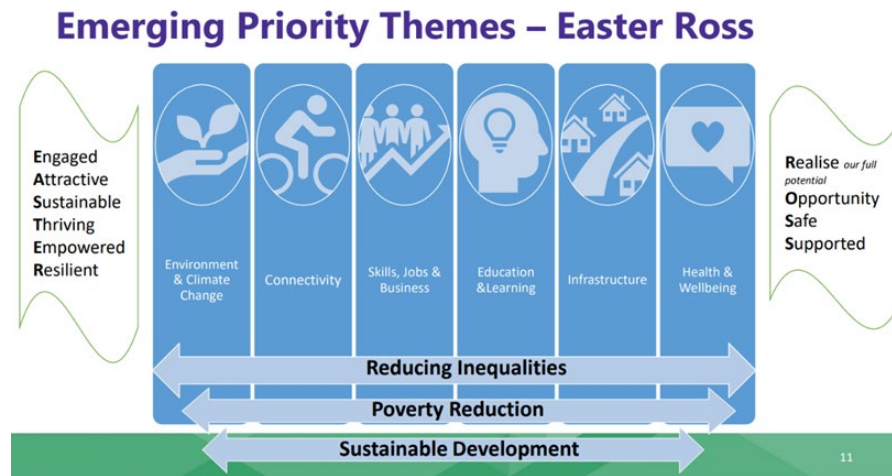 Emerging Priority Themes – Easter Ross
Engaged
Attractive
Sustainable
Thriving
Empowered
Resilient
Environment
& Climate
Change
Connectivity
Skills, Jobs &
Business
Education
&Learning
Infrastructure
Health &
Wellbeing
Realise our full
potential
Opportunity
Safe
Supported
Reducing Inequalities
Poverty Reduction
Sustainable Development
11